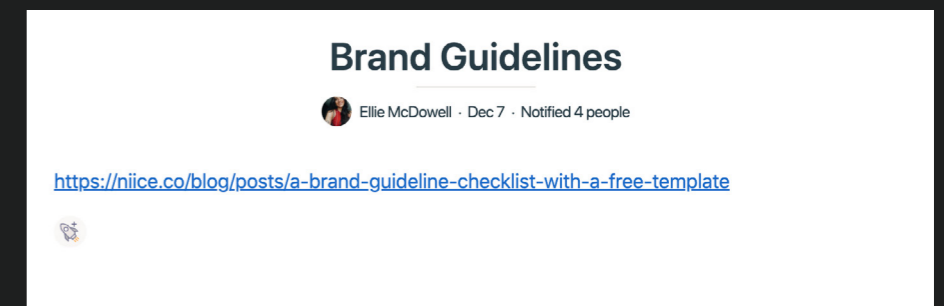 Brand Guidelines
Ellie McDowell · Dec 7 · Notified 4 people
https://niice.co/blog/posts/a-brand-guideline-checklist-with-a-free-template